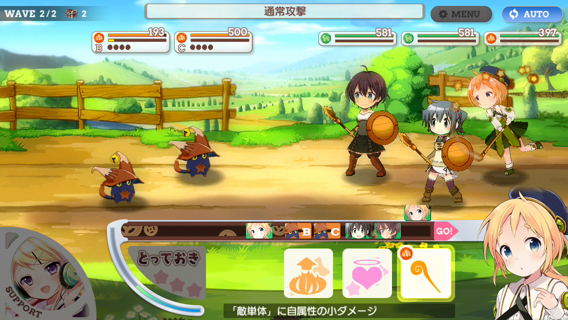 WAVE 2/2 2
通常攻撃
MENU
AUTO
B 193
C 500
581
581
397
B C
GO!
とっておき
SUPPORT
「敵単体」に自属性の小ダメージ